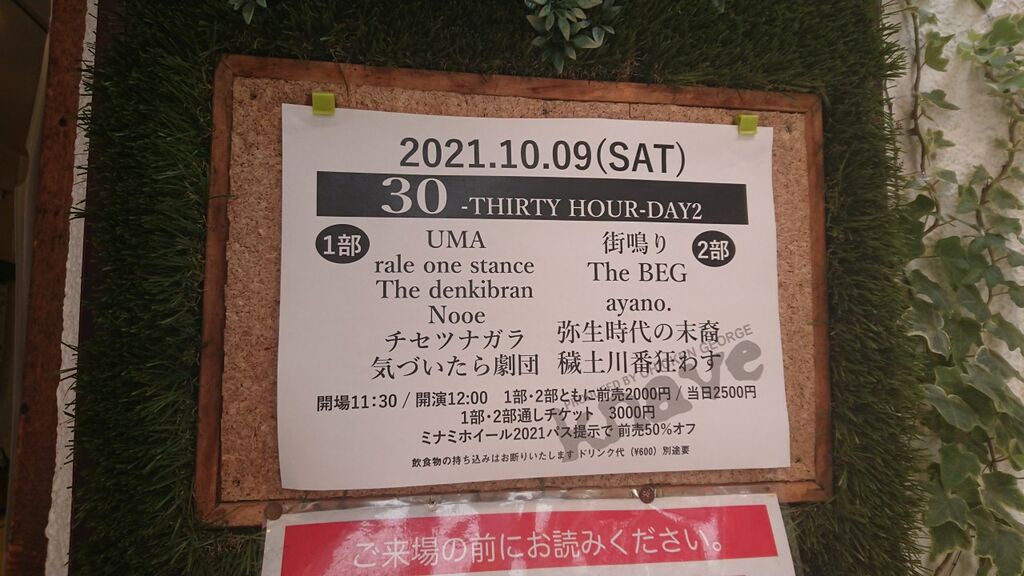 2021.10.09(SAT)
30 -THIRTY HOUR-DAY2
1部
UMA
rale one stance
The denkibran
Nooe
チセツナガラ
気づいたら劇団
2部
街鳴り
The BEG
ayano.
弥生時代の末裔
穢土川番狂わす
開場11:30 / 開演12:00 1部・2部ともに前売2000円 / 当日2500円
1部・2部通しチケット 3000円
ミナミホイール2021パス提示で 前売50%オフ
飲食物の持ち込みはお断りいたします ドリンク代（¥600）別途要
GEORGE
ご来場の前にお読みください。